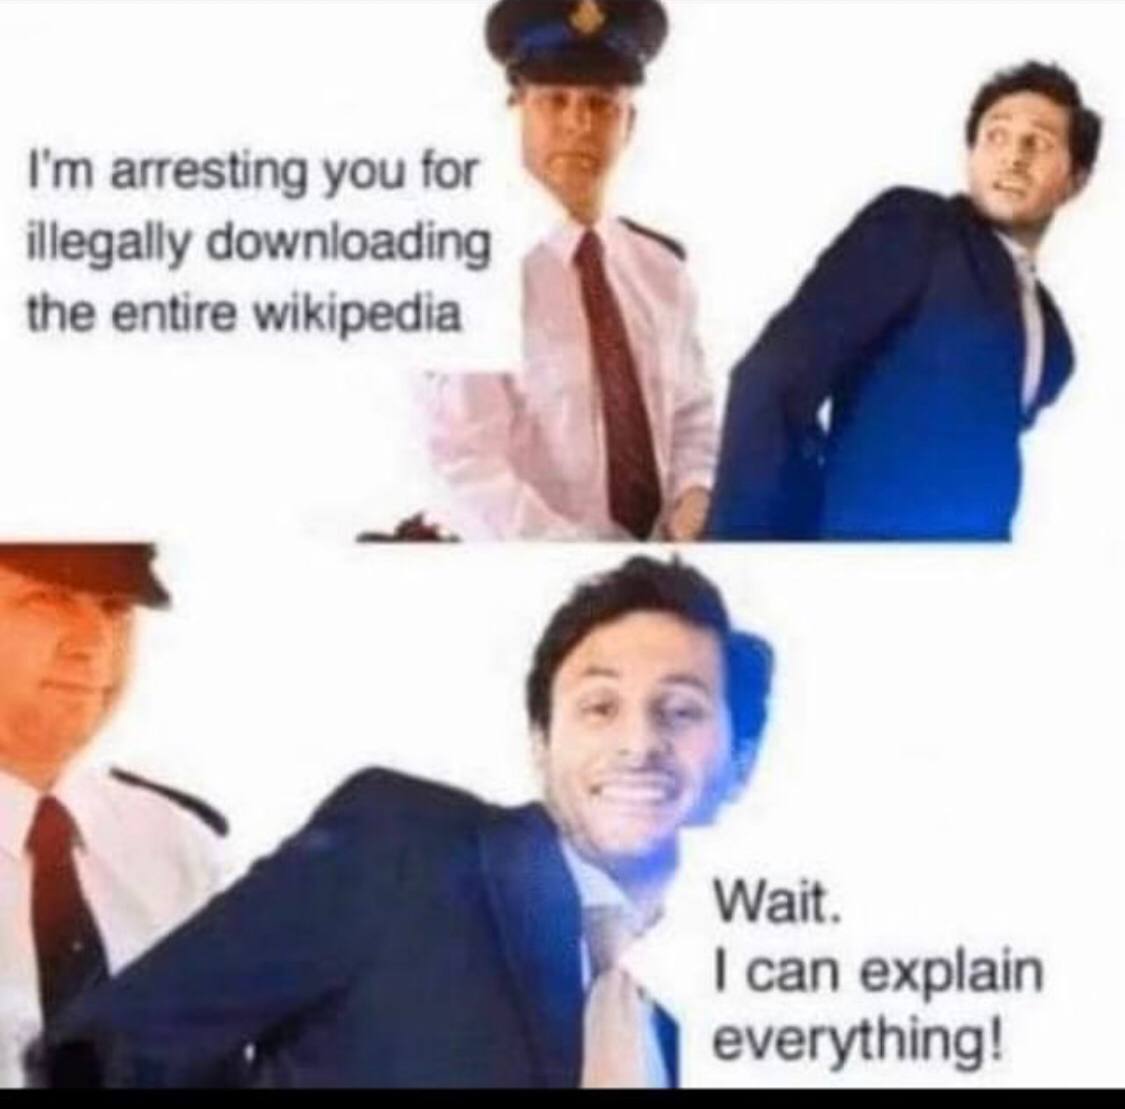 I'm arresting you for
illegally downloading
the entire wikipedia
Wait.
I can explain
everything!